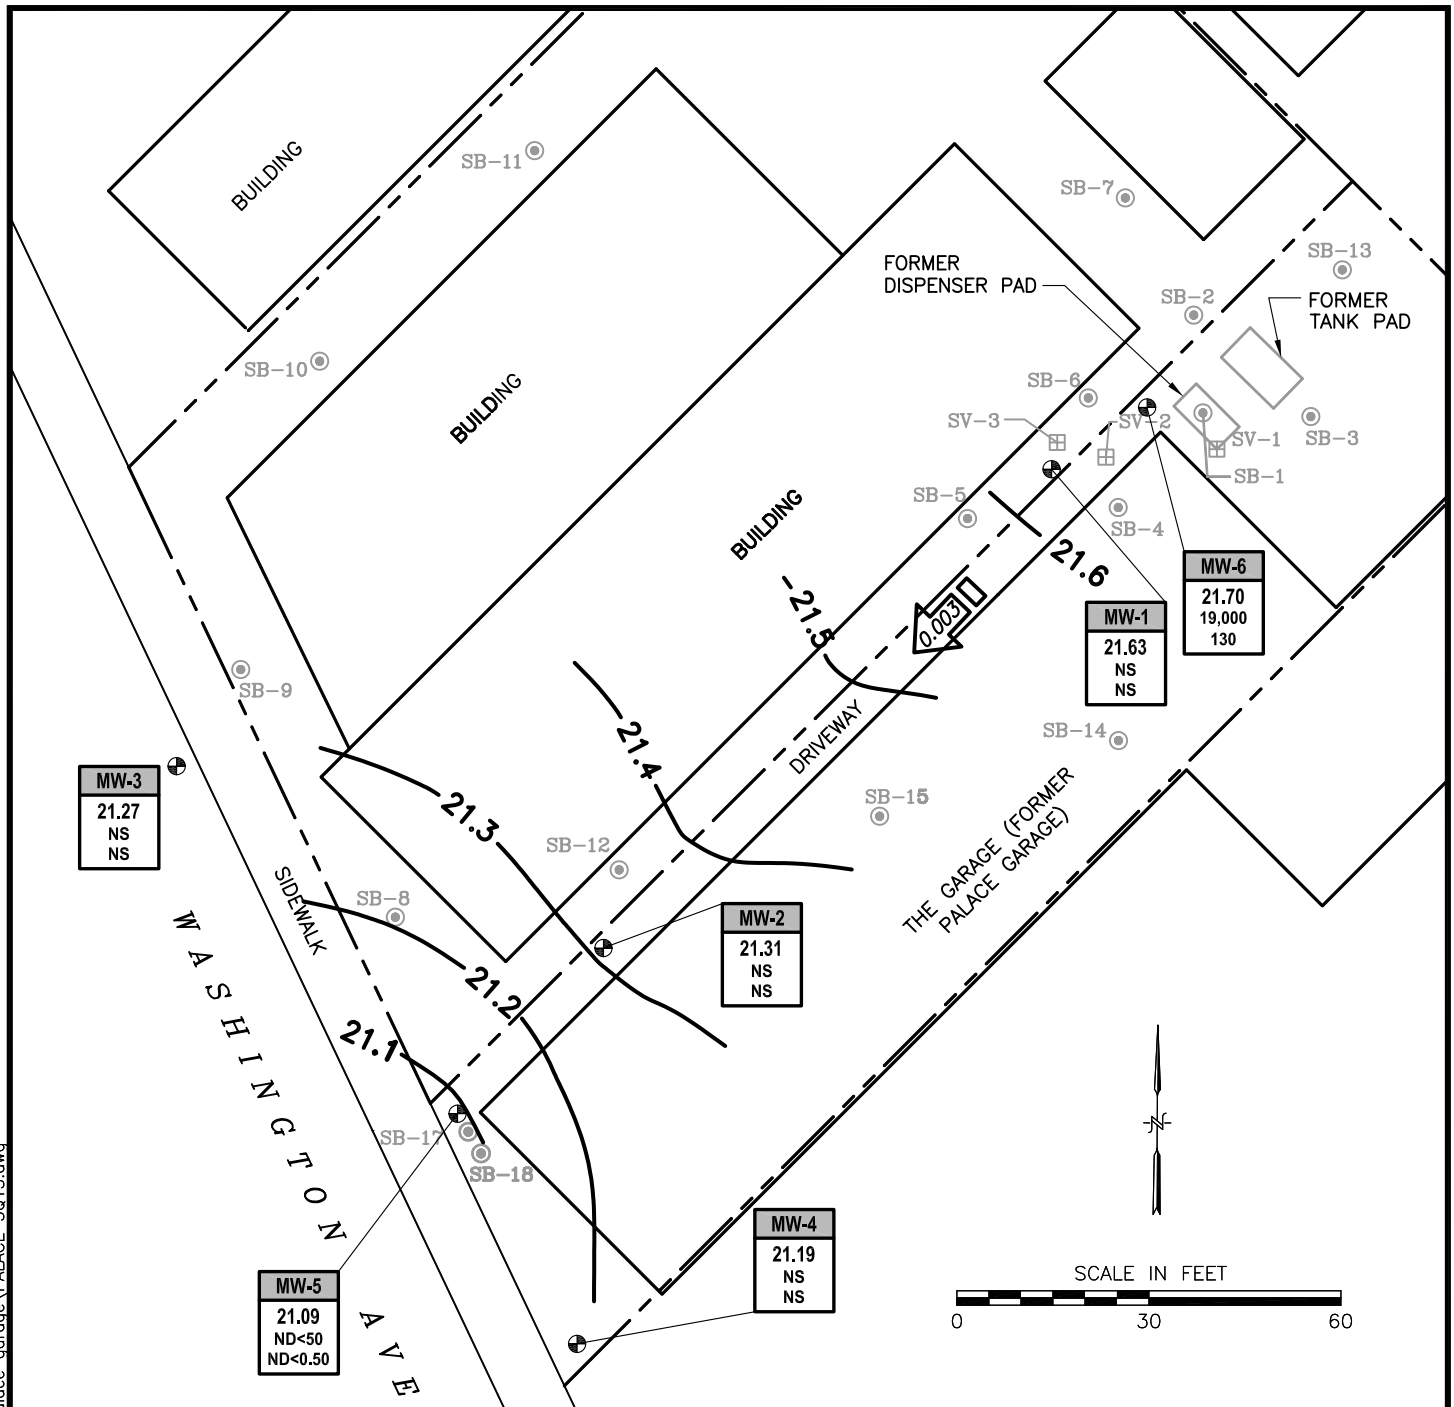 BUILDING
SB-11
SB-7
SB-13
FORMER
DISPENSER PAD
SB-2
FORMER
TANK PAD
SB-10
BUILDING
SB-6
SV-3
SV-2
SV-1
SB-3
SB-1
BUILDING
SB-5
SB-4
21.6
MW-6
21.70
19,000
130
MW-1
21.63
NS
NS
21.5
0.003
SB-9
SB-14
DRIVEWAY
21.4
MW-3
21.27
NS
NS
21.3
SB-15
THE GARAGE (FORMER
PALACE GARAGE)
SB-12
SIDEWALK
SB-8
MW-2
21.31
NS
NS
21.2
21.1
WASHINGTON AVE
SB-17
SB-18
MW-4
21.19
NS
NS
MW-5
21.09
ND<50
ND<0.50
N
SCALE IN FEET
0 30 60